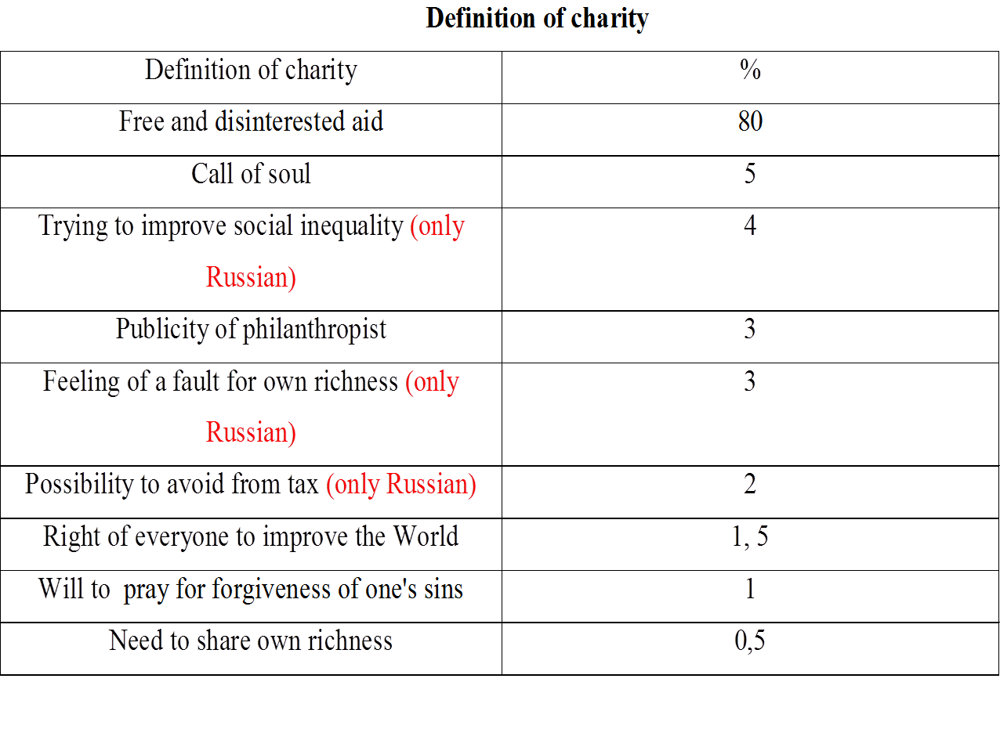 Definition of charity
Definition of charity %
Free and disinterested aid 80
Call of soul 5
Trying to improve social inequality (only 4
Russian)
Publicity of philanthropist 3
Feeling of a fault for own richness (only 3
Russian)
Possibility to avoid from tax (only Russian) 2
Right of everyone to improve the World 1, 5
Will to  pray for forgiveness of one's sins 1
Need to share own richness 0,5